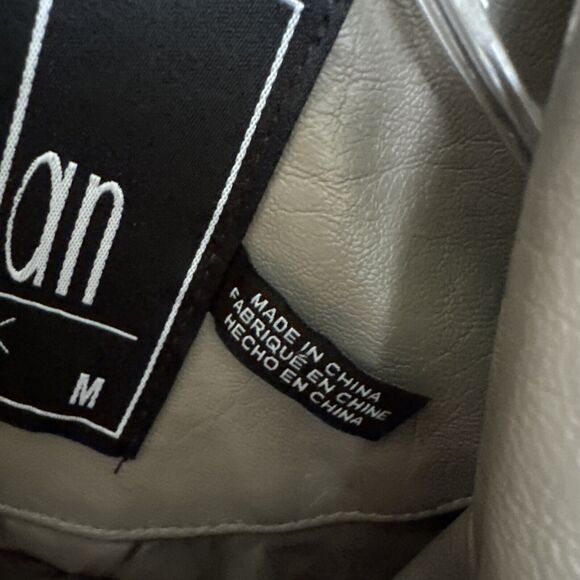 lan
M
MADE IN CHINA
FABRIQUÉ EN CHINE
HECHO EN CHINA